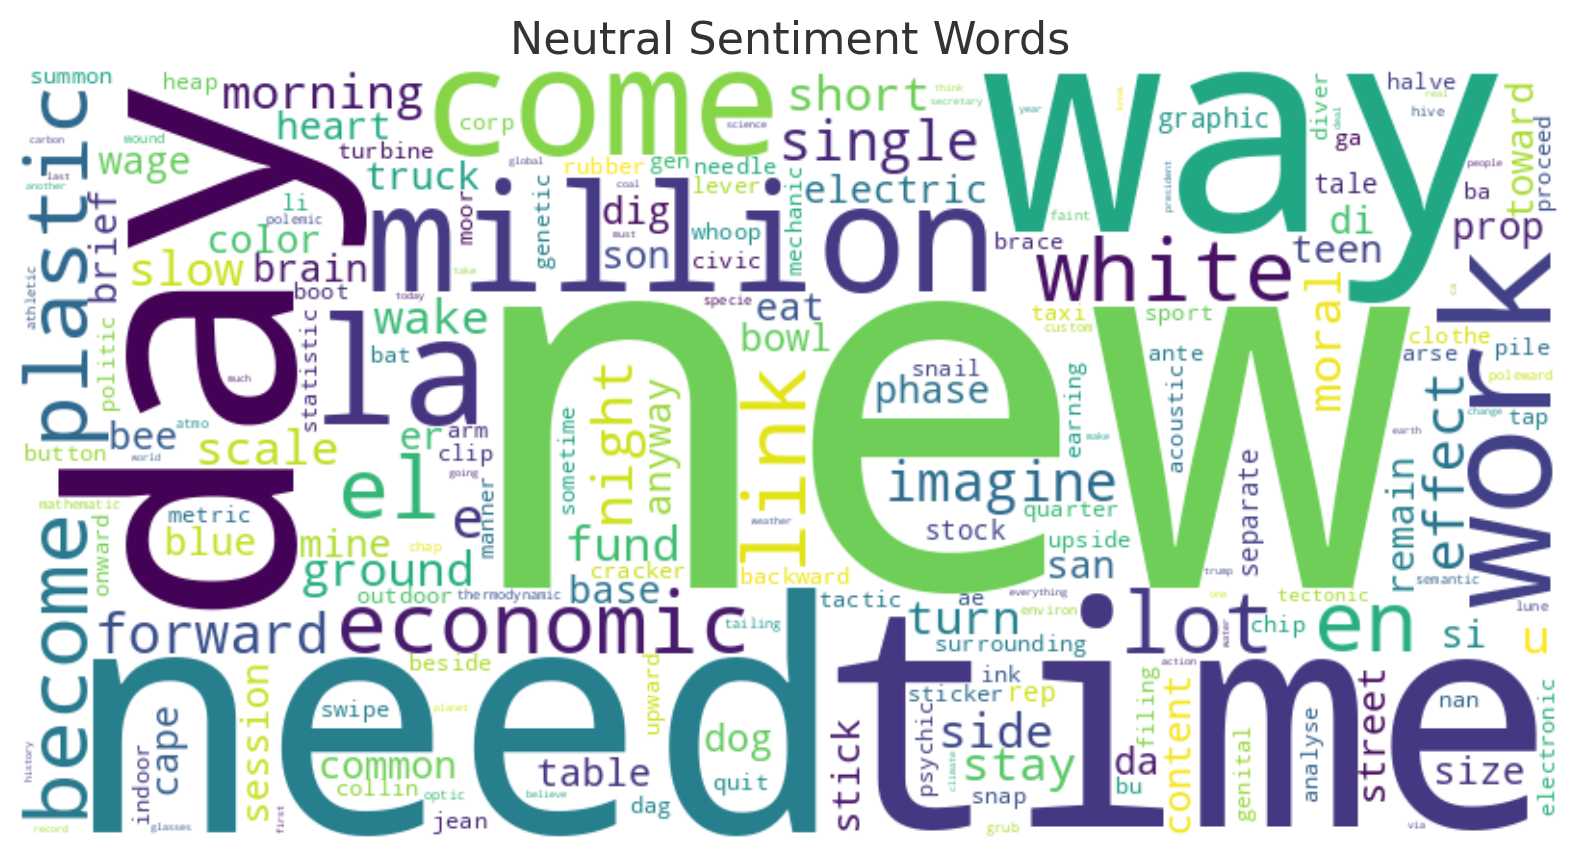 Neutral Sentiment Words
summon
heap
morning
come
short
think
secretary
way
year
know
diver
real
deal
halve
hive
toward
proceed
carbon
wound
heart
corp
science
single
graphic
ga
people
plastic
last
another
wage
day
turbine
truck
global
rubber
gen
needle
coal
lever
mechanic
electric
president
tale
ba
li
polemic
moor
genetic
million
dig
must
whoop
faint
di
prop
brief
color
slow
brain
take
son
civic
brace
white
teen
athletic
boot
today
specie
eat
taxi
custom
sport
moral
work
politic
statistic
la
wake
bat
new
bowl
ante
clothe
arse
pile
poleward
much
night
link
snail
phase
earning
acoustic
effect
change
tap
atmo
bee
world
button
scale
er
arm
clip
going
sometime
anyway
make
earth
el
imagine
remain
mathematic
metric
blue
e
manner
weather
stock
quarter
separate
onward
mine
chap
fund
upside
ground
cracker
backward
san
trump
semantic
become
outdoor
thermodynamic
base
tactic
ae
everything
environ
one
tectonic
lune
forward
economic
tailing
turn
surrounding
lot
water
chip
en
si
u
need
time
beside
upward
ink
action
session
sticker
rep
filing
content
street
nan
electronic
history
indoor
cape
swipe
planet
dog
stick
psychic
side
climate
stay
da
bu
genital
analyse
size
common
collin
optic
table
believe
quit
dag
snap
record
glasses
first
jean
grub
via